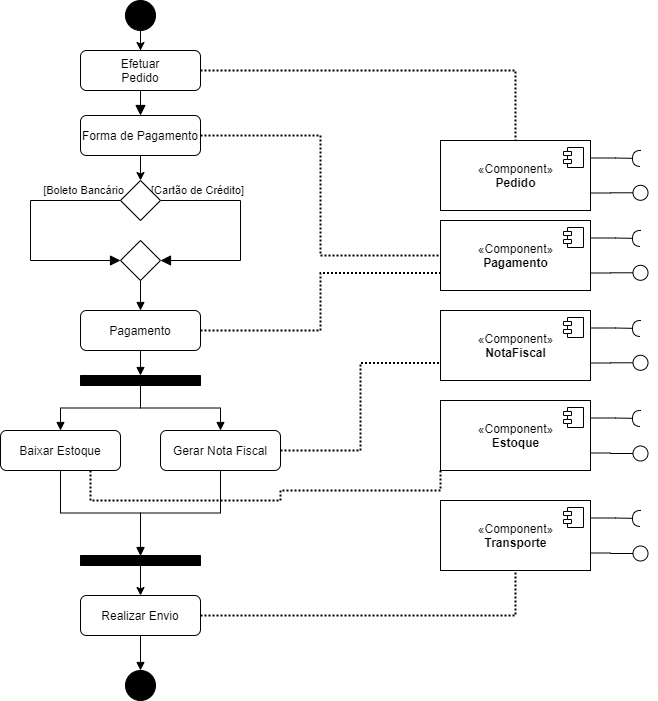 Efetuar
Pedido
Forma de Pagamento
[Boleto Bancário
[Cartão de Crédito]
Pagamento
Baixar Estoque
Gerar Nota Fiscal
Realizar Envio
«Component»
Pedido
«Component»
Pagamento
«Component»
NotaFiscal
«Component»
Estoque
«Component»
Transporte